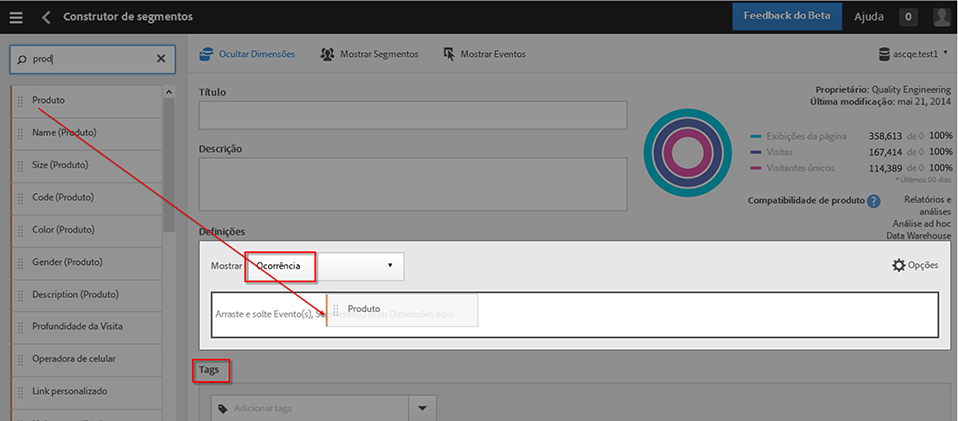 Construtor de segmentos
Feedback do Beta
Ajuda
0
prod
Ocultar Dimensões
Mostrar Segmentos
Mostrar Eventos
ascqe.test1
Produto
Name (Produto)
Size (Produto)
Code (Produto)
Color (Produto)
Gender (Produto)
Description (Produto)
Profundidade da Visita
Operadora de celular
Link personalizado
Título
Descrição
Proprietário: Quality Engineering
Última modificação: mai 21, 2014
Exibições da página 358,613 de 0 100%
Visitas 167,414 de 0 100%
Visitantes únicos 114,389 de 0 100%
* Últimos 90 dias
Compatibilidade de produto ? Relatórios e
análises
Análise ad hoc
Data Warehouse
Definições
Mostrar Ocorrência
Opções
Arraste e solte Evento(s), Segmento(s) e/ou Dimensões aqui.
Produto
Tags
Adicionar tags